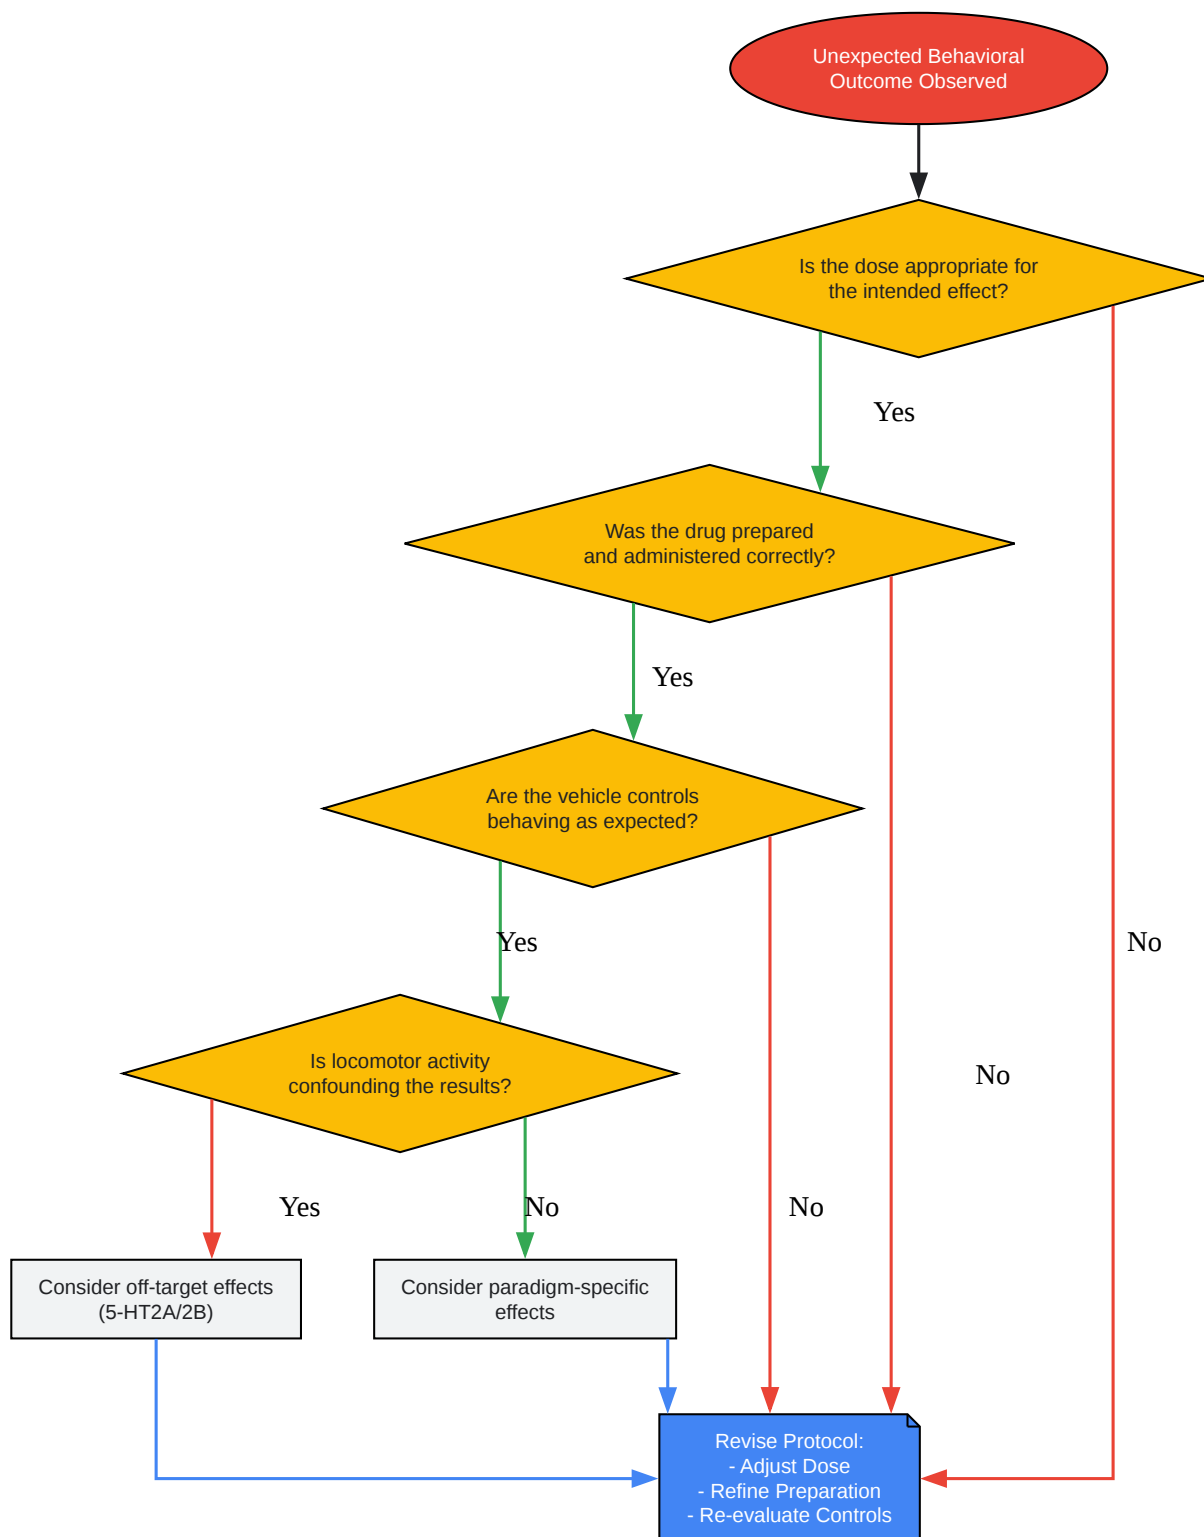 Unexpected Behavioral
Outcome Observed
Is the dose appropriate for
the intended effect?
Yes
Was the drug prepared
and administered correctly?
Yes
Are the vehicle controls
behaving as expected?
Yes
No
Is locomotor activity
confounding the results?
No
Yes
No
No
Consider off-target effects
(5-HT2A/2B)
Consider paradigm-specific
effects
Revise Protocol:
- Adjust Dose
- Refine Preparation
- Re-evaluate Controls